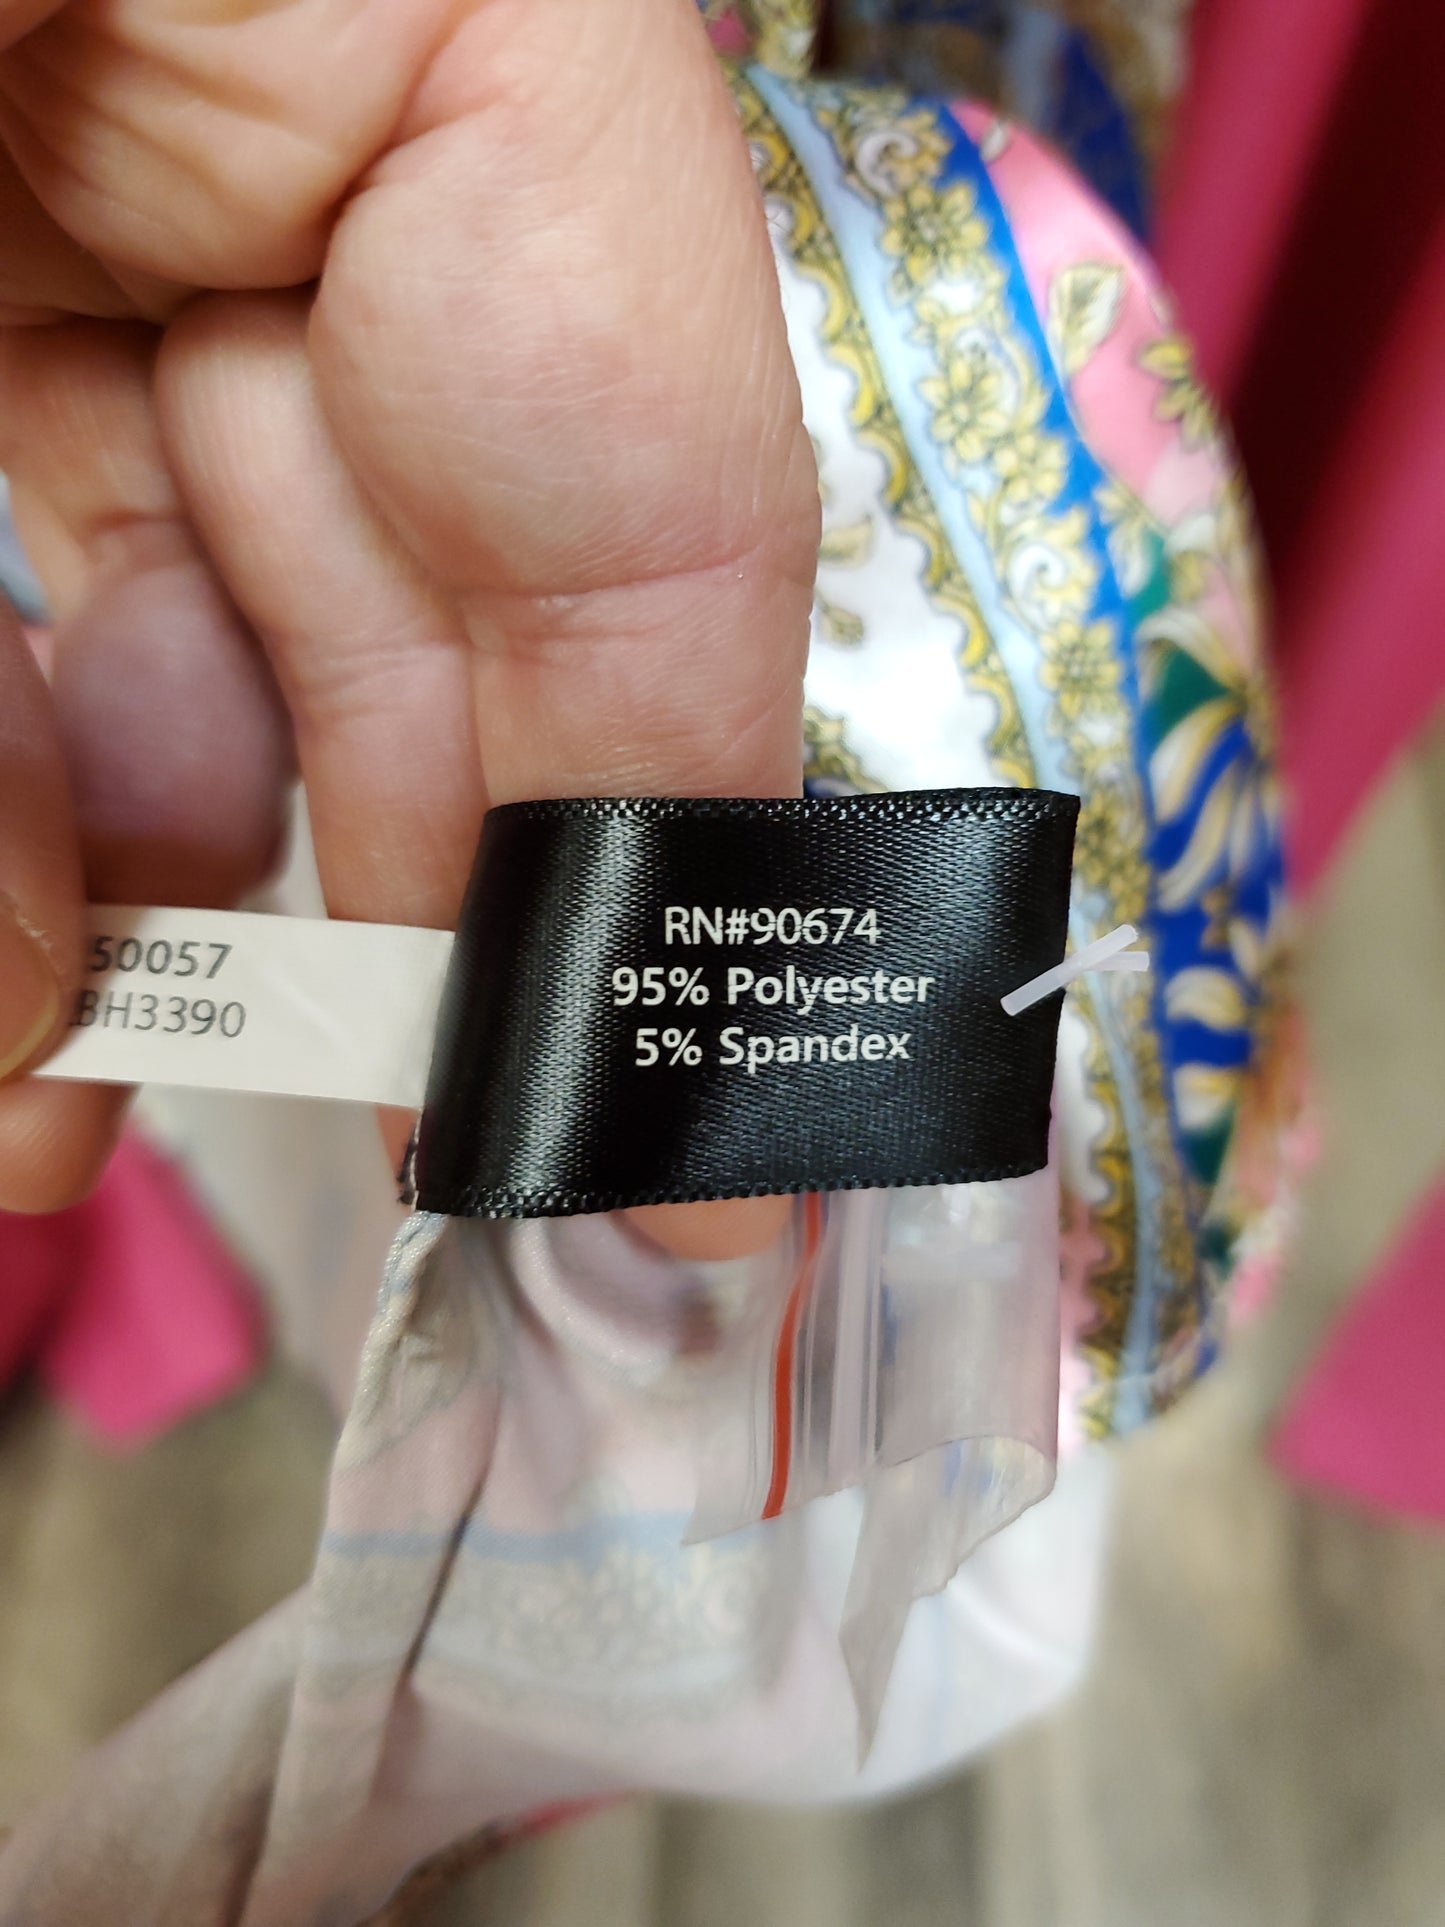 50057
BH3390
RN#90674
95% Polyester
5% Spandex